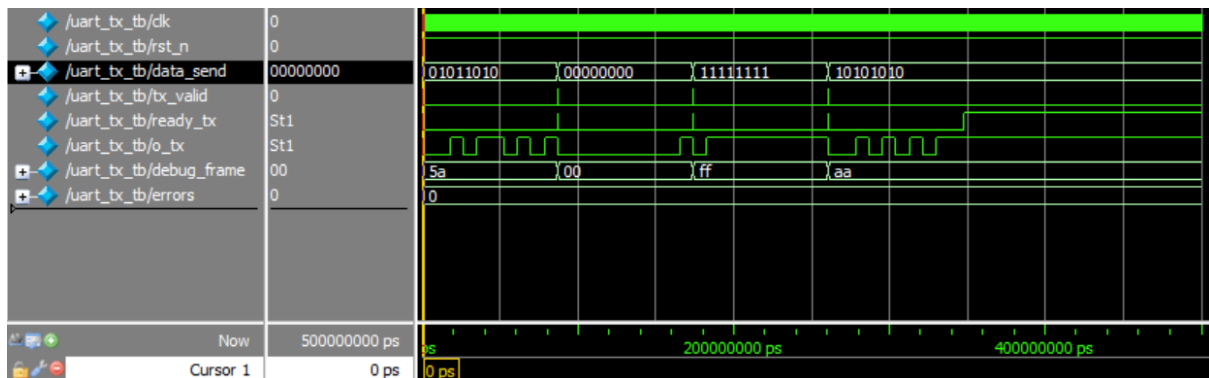 /uart_tx_tb/clk 0
/uart_tx_tb/rst_n 0
/uart_tx_tb/data_send 00000000 01011010 00000000 11111111 10101010
/uart_tx_tb/tx_valid 0
/uart_tx_tb/ready_tx St1
/uart_tx_tb/o_tx St1
/uart_tx_tb/debug_frame 00 5a 00 ff aa
/uart_tx_tb/errors 0 0
Now 500000000 ps ps 200000000 ps 400000000 ps
Cursor 1 0 ps 0 ps